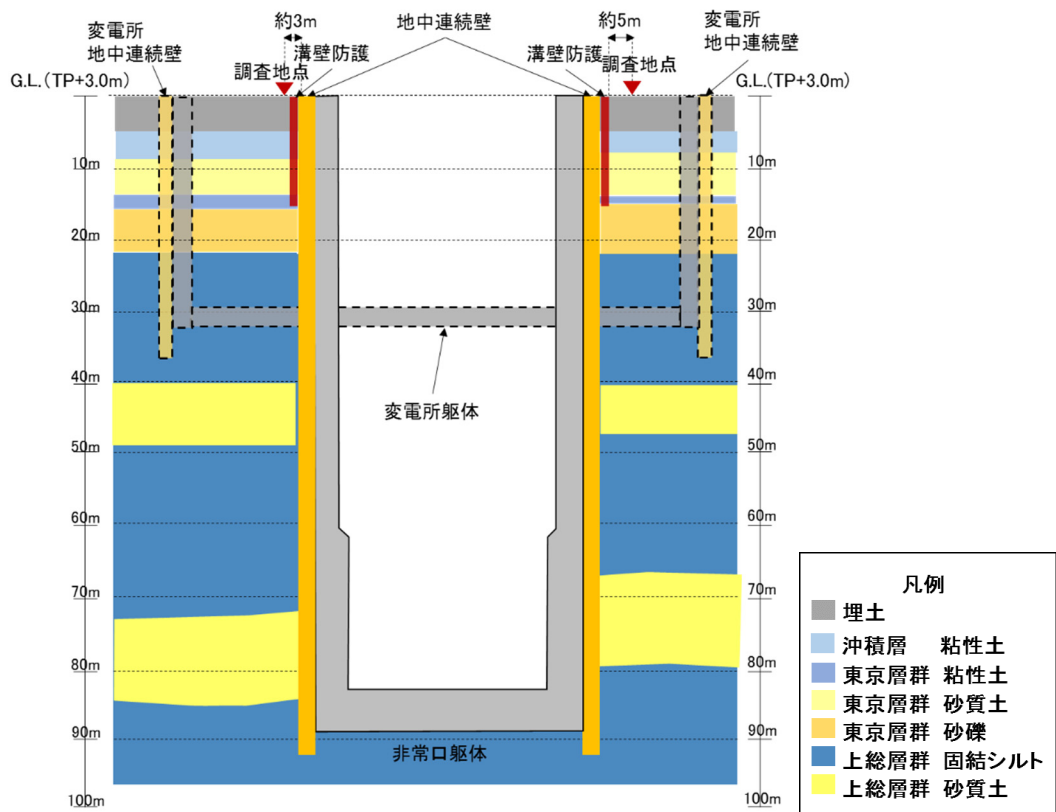 変電所
地中連続壁
約3m
地中連続壁
約5m
変電所
地中連続壁
溝壁防護
溝壁防護
調査地点
調査地点
G.L.(TP+3.0m)
G.L.(TP+3.0m)
10m
10m
20m
20m
30m
30m
40m
40m
変電所躯体
50m
50m
60m
60m
70m
70m
80m
80m
90m
90m
非常口躯体
100m
100m
凡例
埋土
沖積層 粘性土
東京層群 粘性土
東京層群 砂質土
東京層群 砂礫
上総層群 固結シルト
上総層群 砂質土